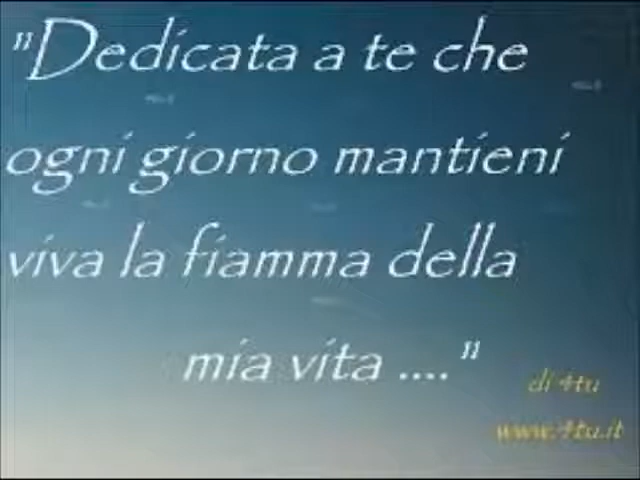 "Dedicata a te che
ogni giorno mantieni
viva la fiamma della
mia vita ...."
di 4tu
www.4tu.it